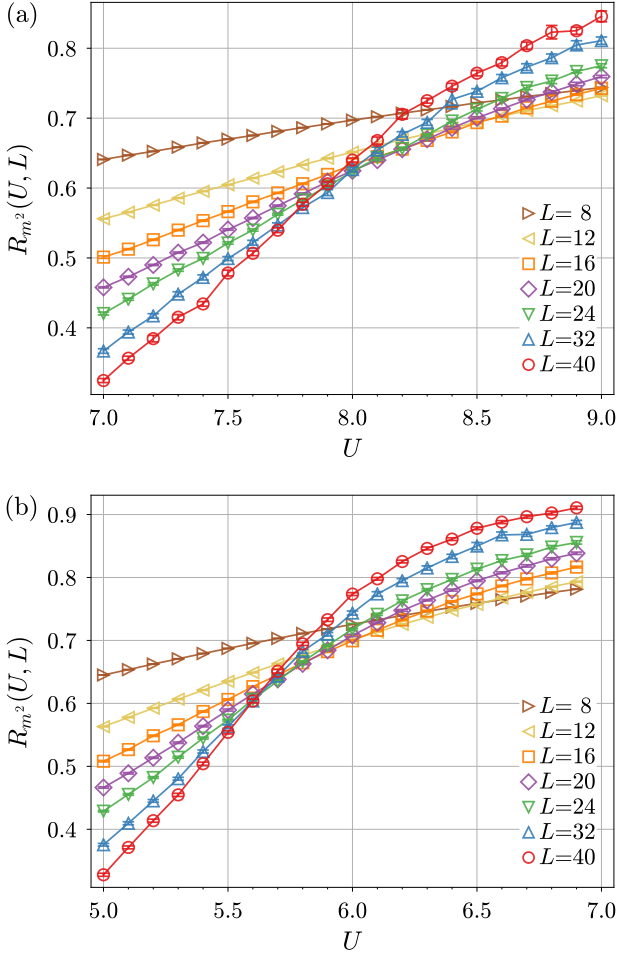 (a)
R_{m^2}(U, L)
0.8
0.7
0.6
0.5
0.4
L= 8
L=12
L=16
L=20
L=24
L=32
L=40
7.0 7.5 8.0 8.5 9.0
U
(b)
R_{m^2}(U, L)
0.9
0.8
0.7
0.6
0.5
0.4
L= 8
L=12
L=16
L=20
L=24
L=32
L=40
5.0 5.5 6.0 6.5 7.0
U